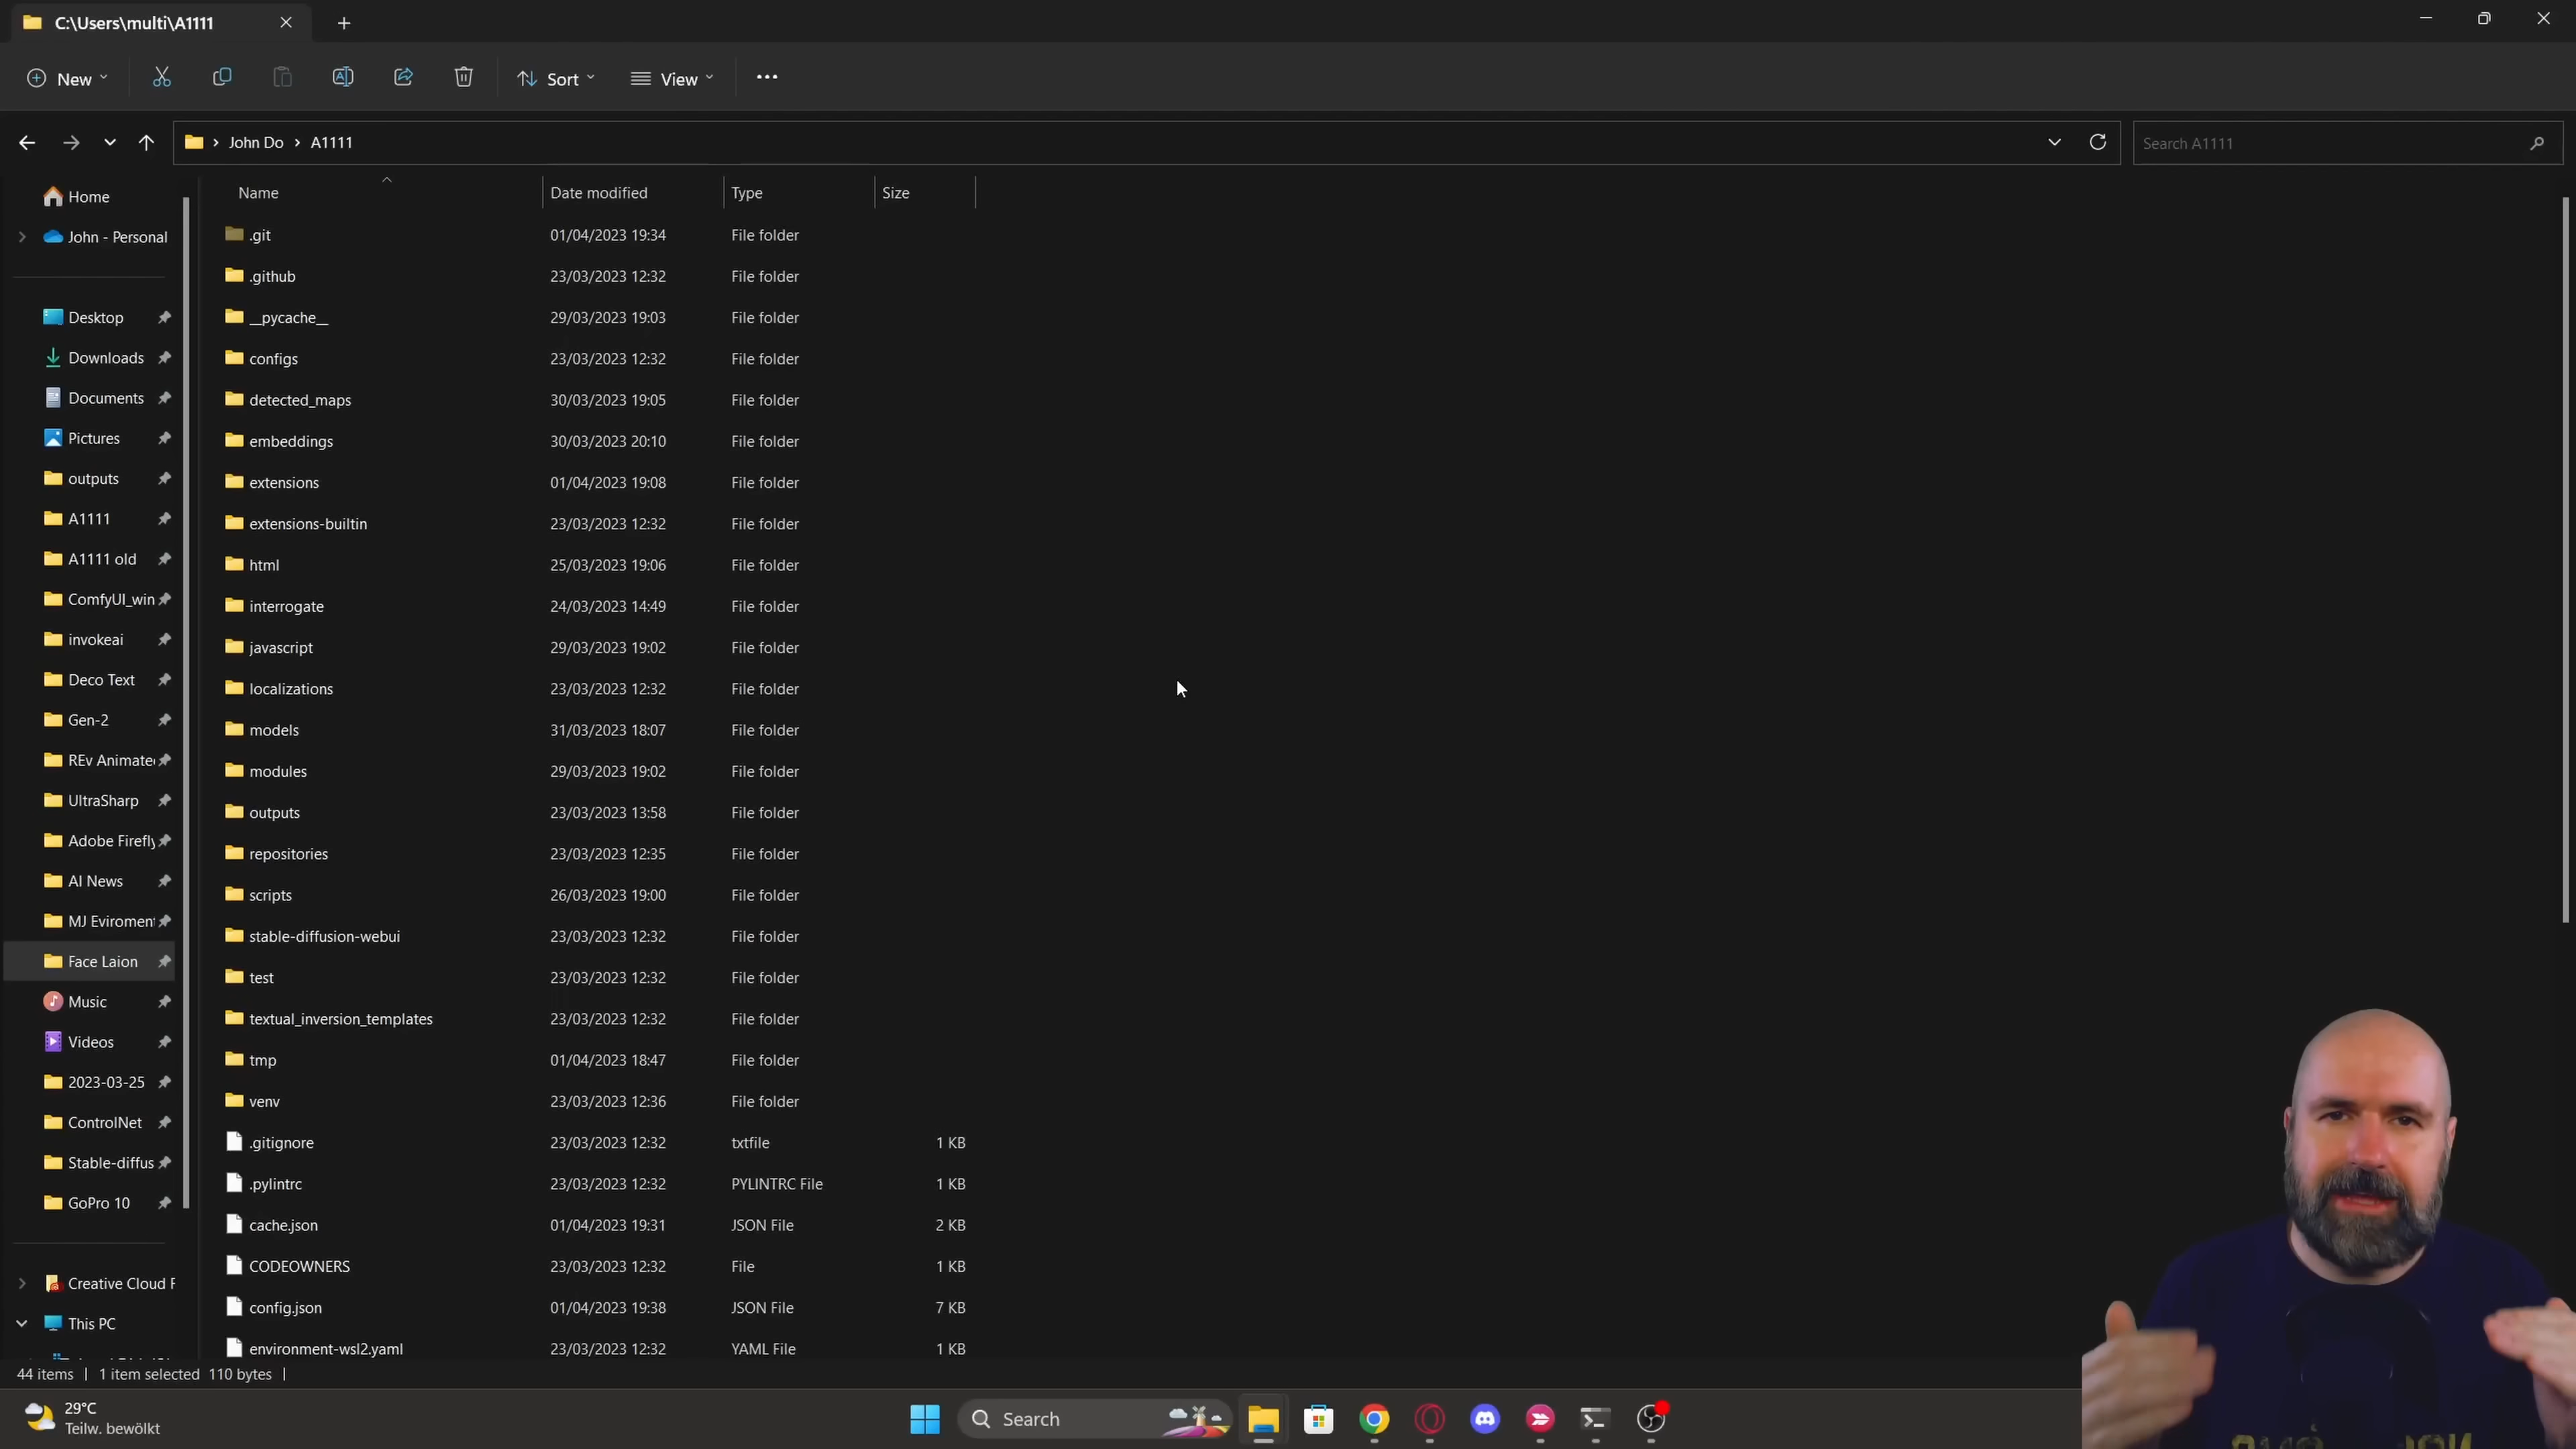 C:\Users\multi\A1111
New
Sort
View
John Do > A1111
Search A1111
Home
John - Personal
Desktop
Downloads
Documents
Pictures
outputs
A1111
A1111 old
ComfyUI_win
invokeai
Deco Text
Gen-2
REv Animate
UltraSharp
Adobe Firefly
AI News
MJ Eviroment
Face Laion
Music
Videos
2023-03-25
ControlNet
Stable-diffus
GoPro 10
Creative Cloud F
This PC
Name Date modified Type Size
.git 01/04/2023 19:34 File folder
.github 23/03/2023 12:32 File folder
__pycache__ 29/03/2023 19:03 File folder
configs 23/03/2023 12:32 File folder
detected_maps 30/03/2023 19:05 File folder
embeddings 30/03/2023 20:10 File folder
extensions 01/04/2023 19:08 File folder
extensions-builtin 23/03/2023 12:32 File folder
html 25/03/2023 19:06 File folder
interrogate 24/03/2023 14:49 File folder
javascript 29/03/2023 19:02 File folder
localizations 23/03/2023 12:32 File folder
models 31/03/2023 18:07 File folder
modules 29/03/2023 19:02 File folder
outputs 23/03/2023 13:58 File folder
repositories 23/03/2023 12:35 File folder
scripts 26/03/2023 19:00 File folder
stable-diffusion-webui 23/03/2023 12:32 File folder
test 23/03/2023 12:32 File folder
textual_inversion_templates 23/03/2023 12:32 File folder
tmp 01/04/2023 18:47 File folder
venv 23/03/2023 12:36 File folder
.gitignore 23/03/2023 12:32 txtfile 1 KB
.pylintrc 23/03/2023 12:32 PYLINTRC File 1 KB
cache.json 01/04/2023 19:31 JSON File 2 KB
CODEOWNERS 23/03/2023 12:32 File 1 KB
config.json 01/04/2023 19:38 JSON File 7 KB
environment-wsl2.yaml 23/03/2023 12:32 YAML File 1 KB
44 items | 1 item selected 110 bytes |
29°C
Teilw. bewölkt
Search